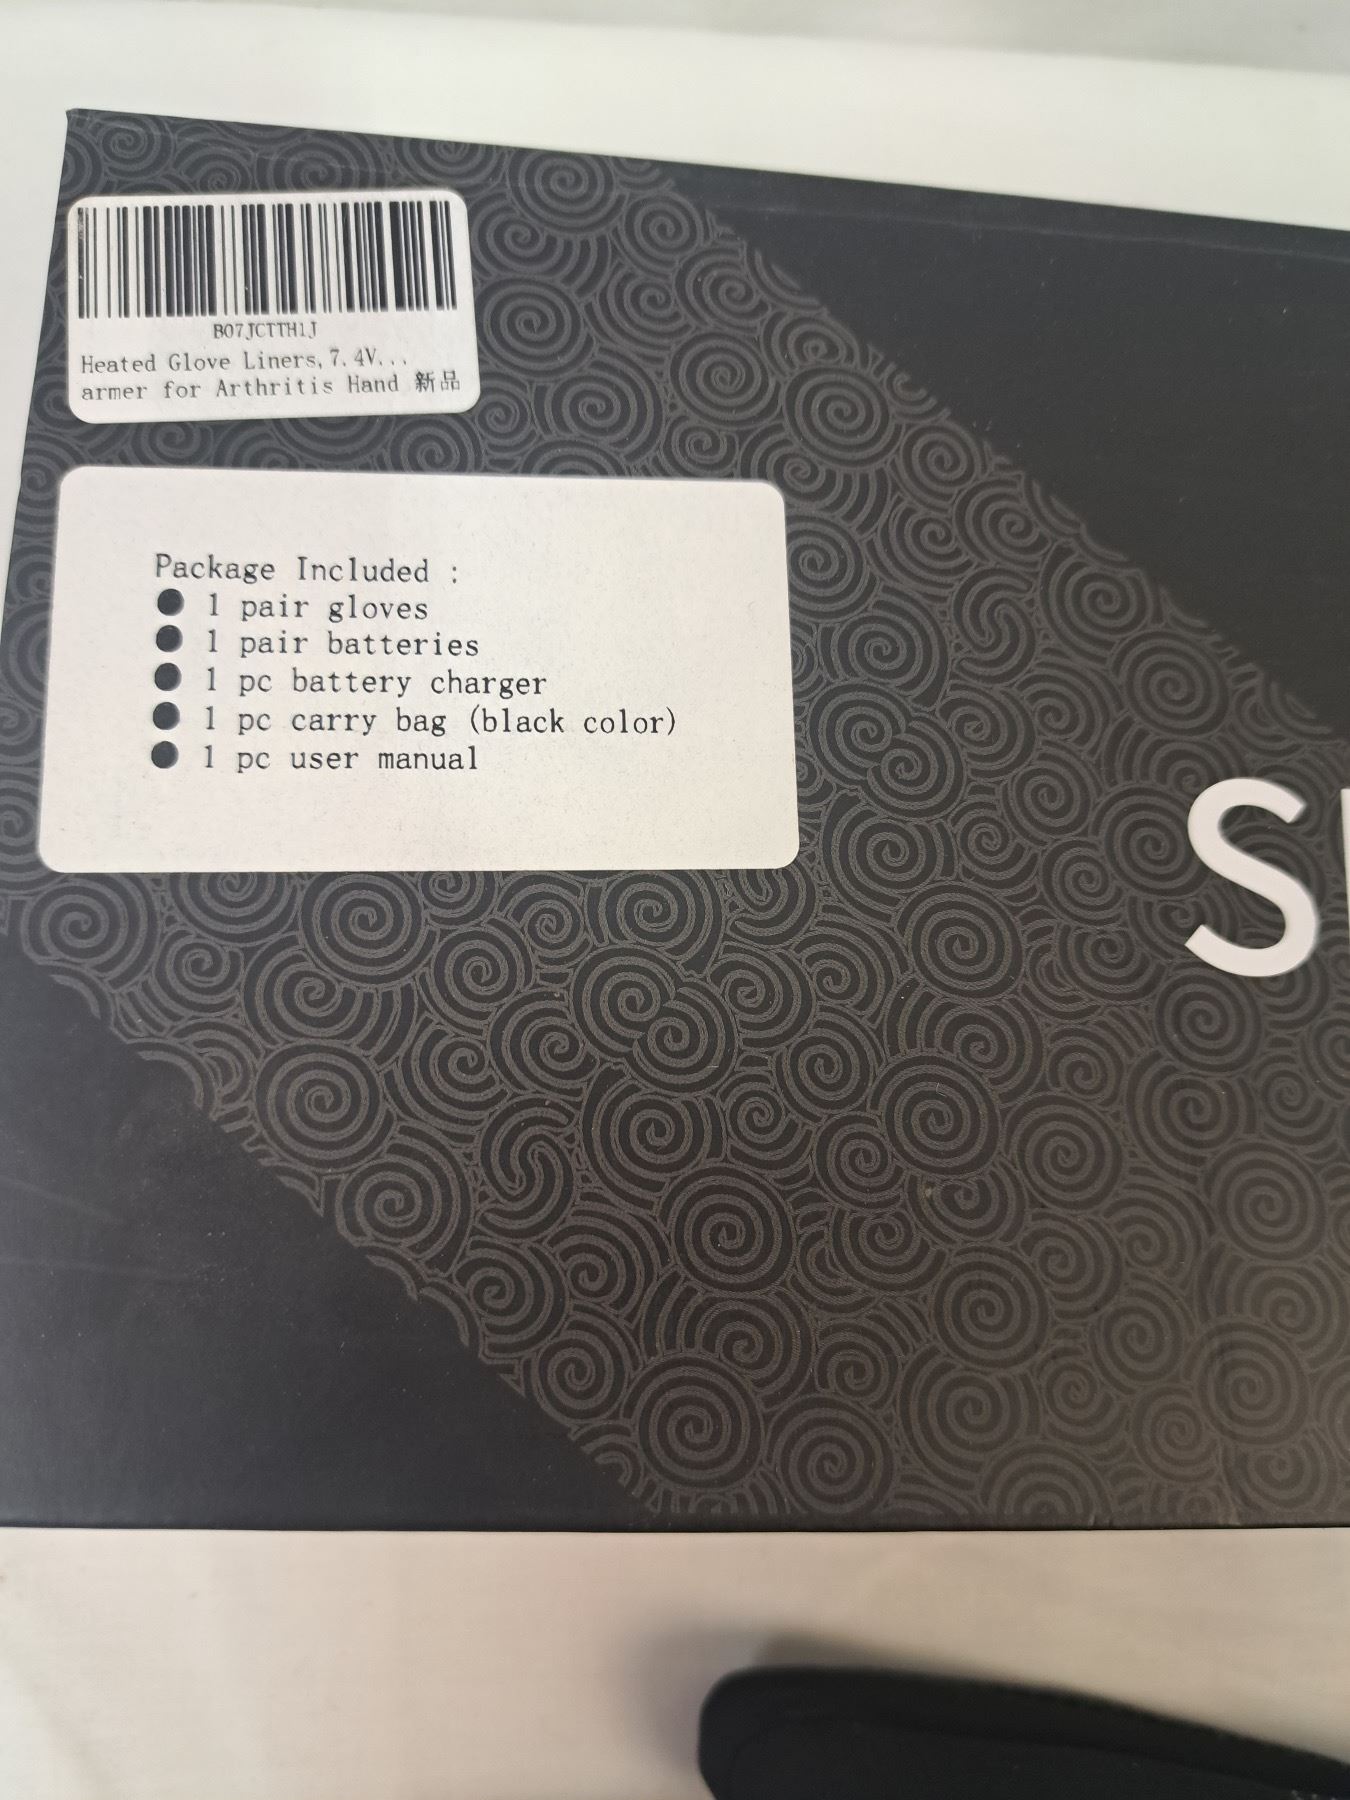 B07JCTTH1J
Heated Glove Liners,7.4V...
armer for Arthritis Hand 新品
Package Included :
● 1 pair gloves
● 1 pair batteries
● 1 pc battery charger
● 1 pc carry bag (black color)
● 1 pc user manual
S